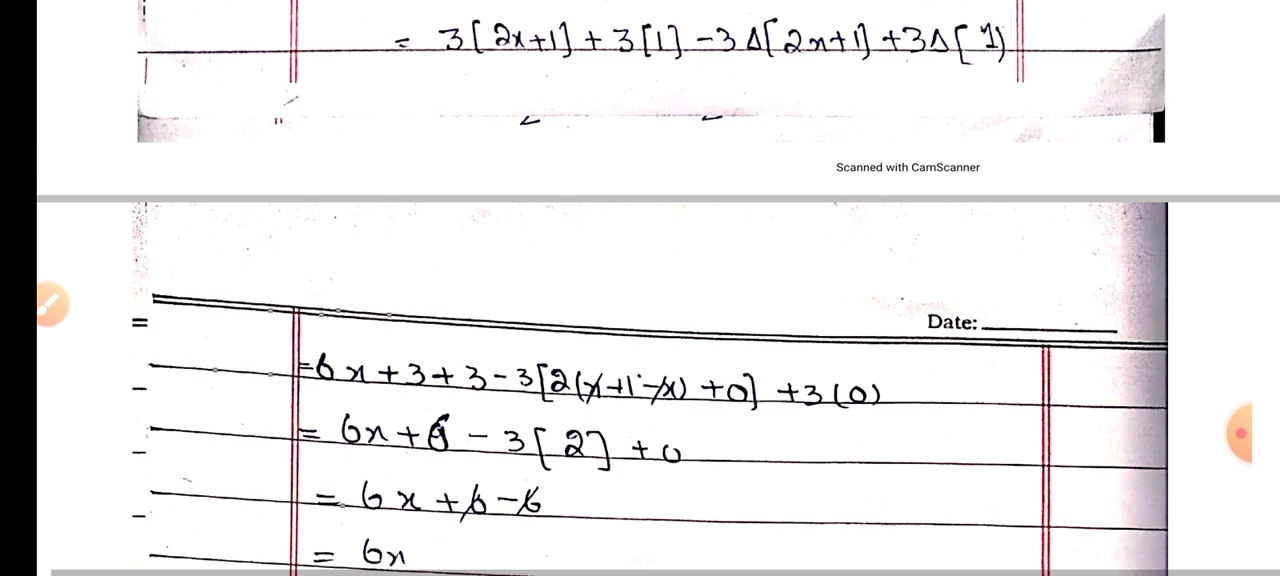 = 3[2x+1] + 3[1] - 3Δ[2x+1] + 3Δ[1)
Scanned with CamScanner
Date:
=6x+3+3-3[2(x+1-x)+0] +3(0)
= 6x+6 - 3[2] + 0
= 6x +6-6
= 6x